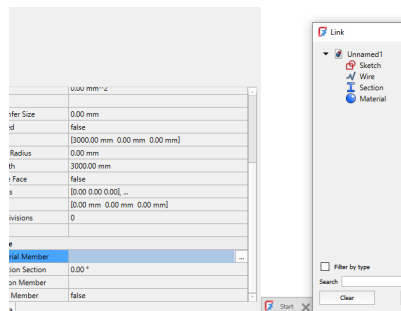 Link
Unnamed1
Sketch
Wire
Section
Material
0.00 mm^2
nfer Size 0.00 mm
d false
[3000.00 mm 0.00 mm 0.00 mm]
Radius 0.00 mm
th 3000.00 mm
Face false
s [0.00 0.00 0.00], ...
[0.00 mm 0.00 mm 0.00 mm]
ivisions 0
e
rial Member ...
tion Section 0.00 °
on Member
Member false
a
Filter by type
Search
Clear
Start